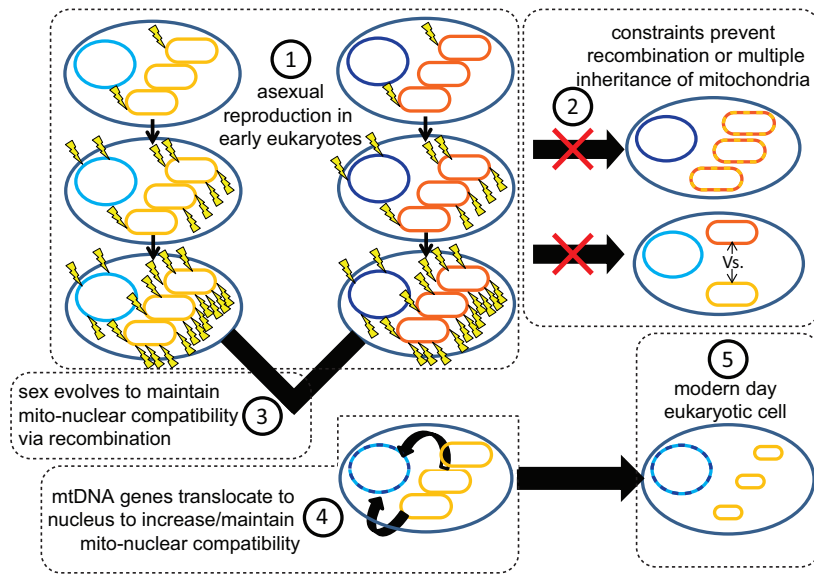 1
asexual
reproduction in
early eukaryotes
constraints prevent
recombination or multiple
inheritance of mitochondria
2
Vs.
sex evolves to maintain
mito-nuclear compatibility
via recombination
3
mtDNA genes translocate to
nucleus to increase/maintain
mito-nuclear compatibility
4
5
modern day
eukaryotic cell